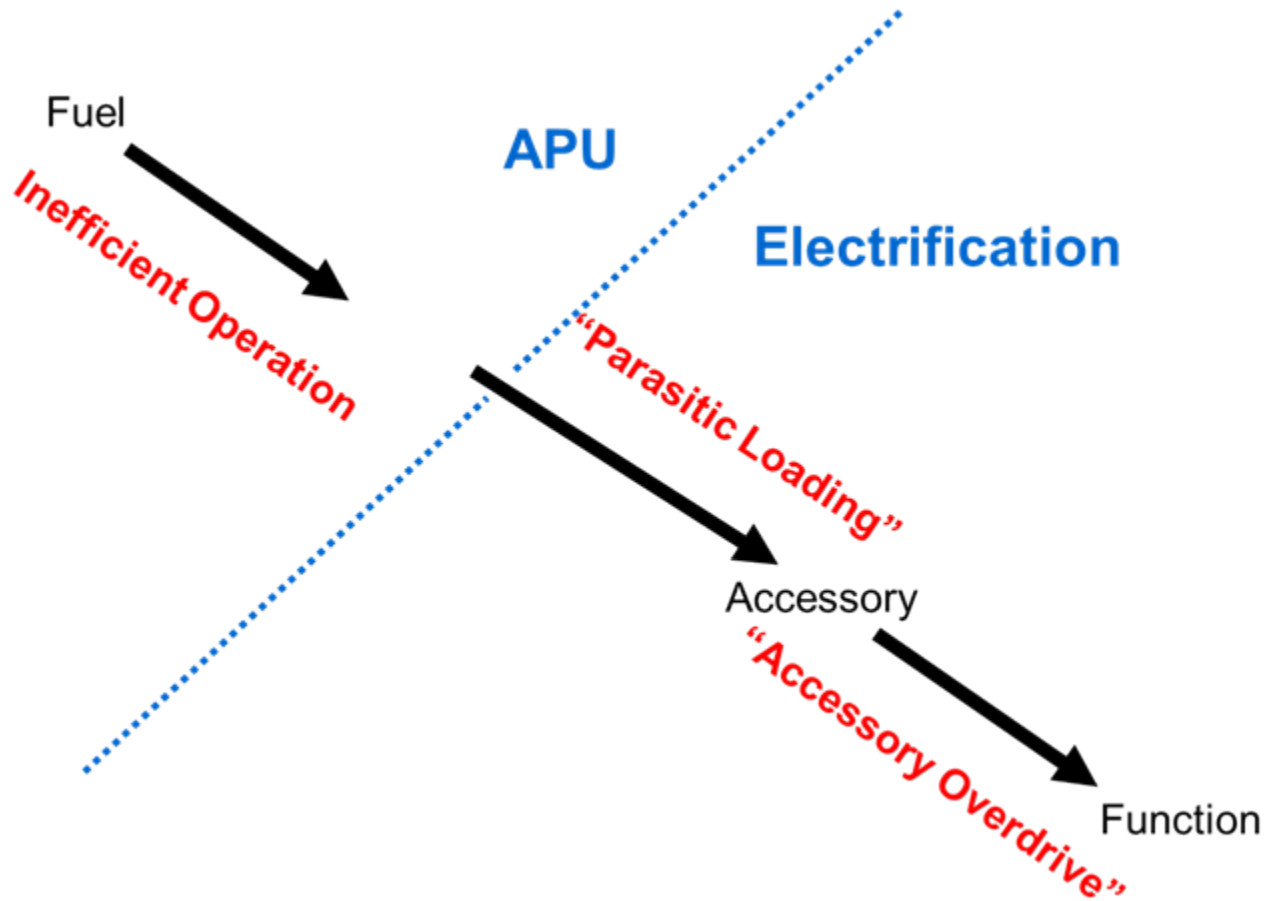 Fuel
APU
Inefficient Operation
Electrification
“Parasitic Loading”
Accessory
“Accessory Overdrive”
Function